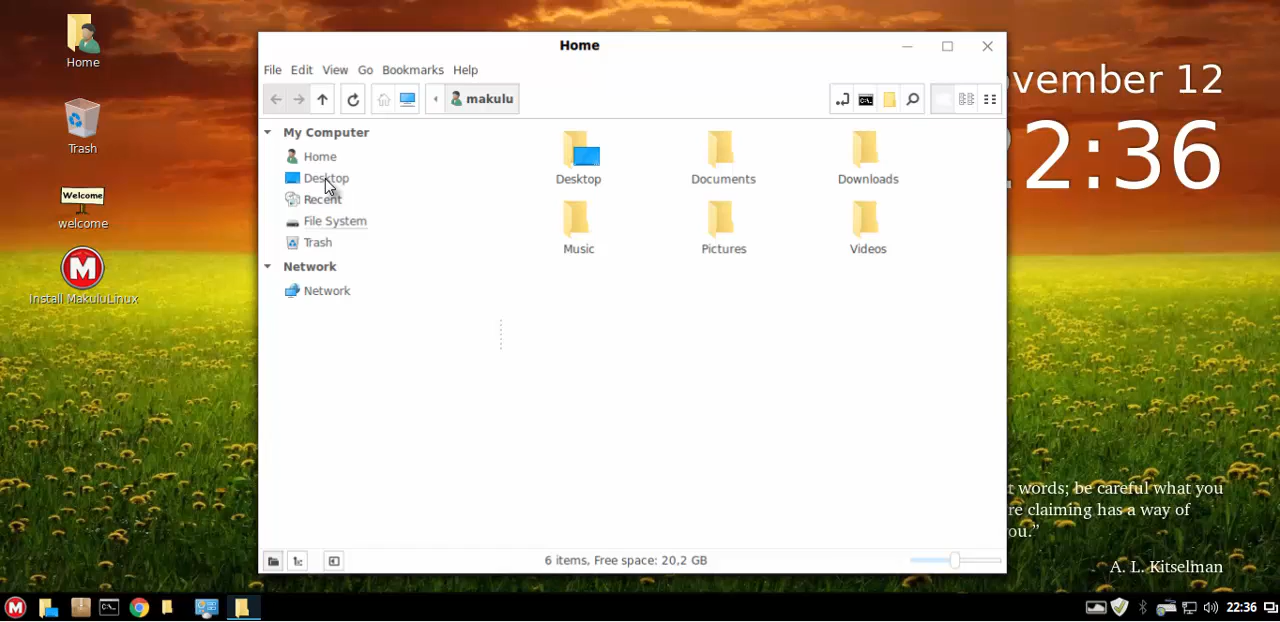 Home
Trash
Welcome
welcome
M
Install MakuluLinux
Home
File Edit View Go Bookmarks Help
makulu
My Computer
Home
Desktop
Recent
File System
Trash
Network
Network
Desktop Documents Downloads
Music Pictures Videos
6 items, Free space: 20,2 GB
vember 12
2:36
words; be careful what you
re claiming has a way of
ou.”
A. L. Kitselman
M
22:36